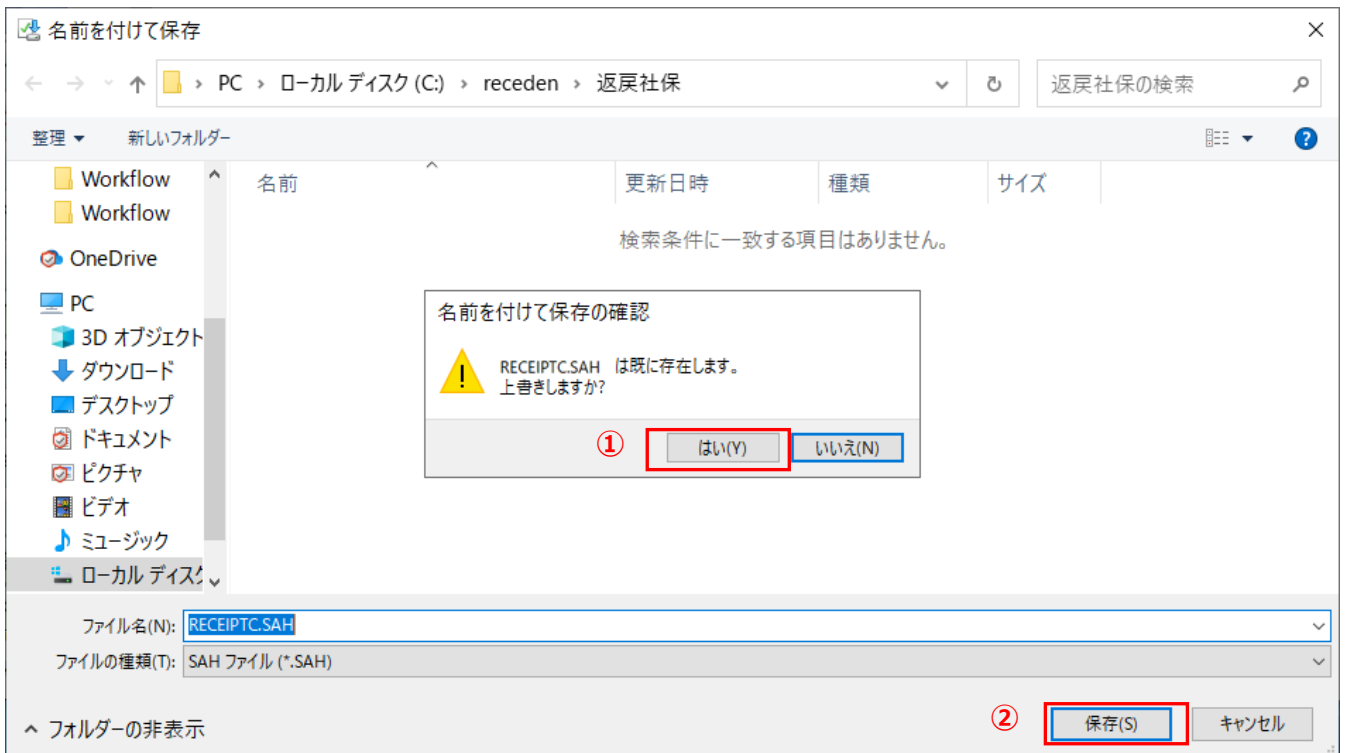 名前を付けて保存
PC › ローカル ディスク (C:) › receden › 返戻社保
返戻社保の検索
整理 新しいフォルダー
Workflow
Workflow
OneDrive
PC
3D オブジェクト
ダウンロード
デスクトップ
ドキュメント
ピクチャ
ビデオ
ミュージック
ローカル ディスク
名前 更新日時 種類 サイズ
検索条件に一致する項目はありません。
名前を付けて保存の確認
RECEIPTC.SAH は既に存在します。
上書きしますか?
① はい(Y) いいえ(N)
ファイル名(N): RECEIPTC.SAH
ファイルの種類(T): SAH ファイル (*.SAH)
フォルダーの非表示
② 保存(S) キャンセル